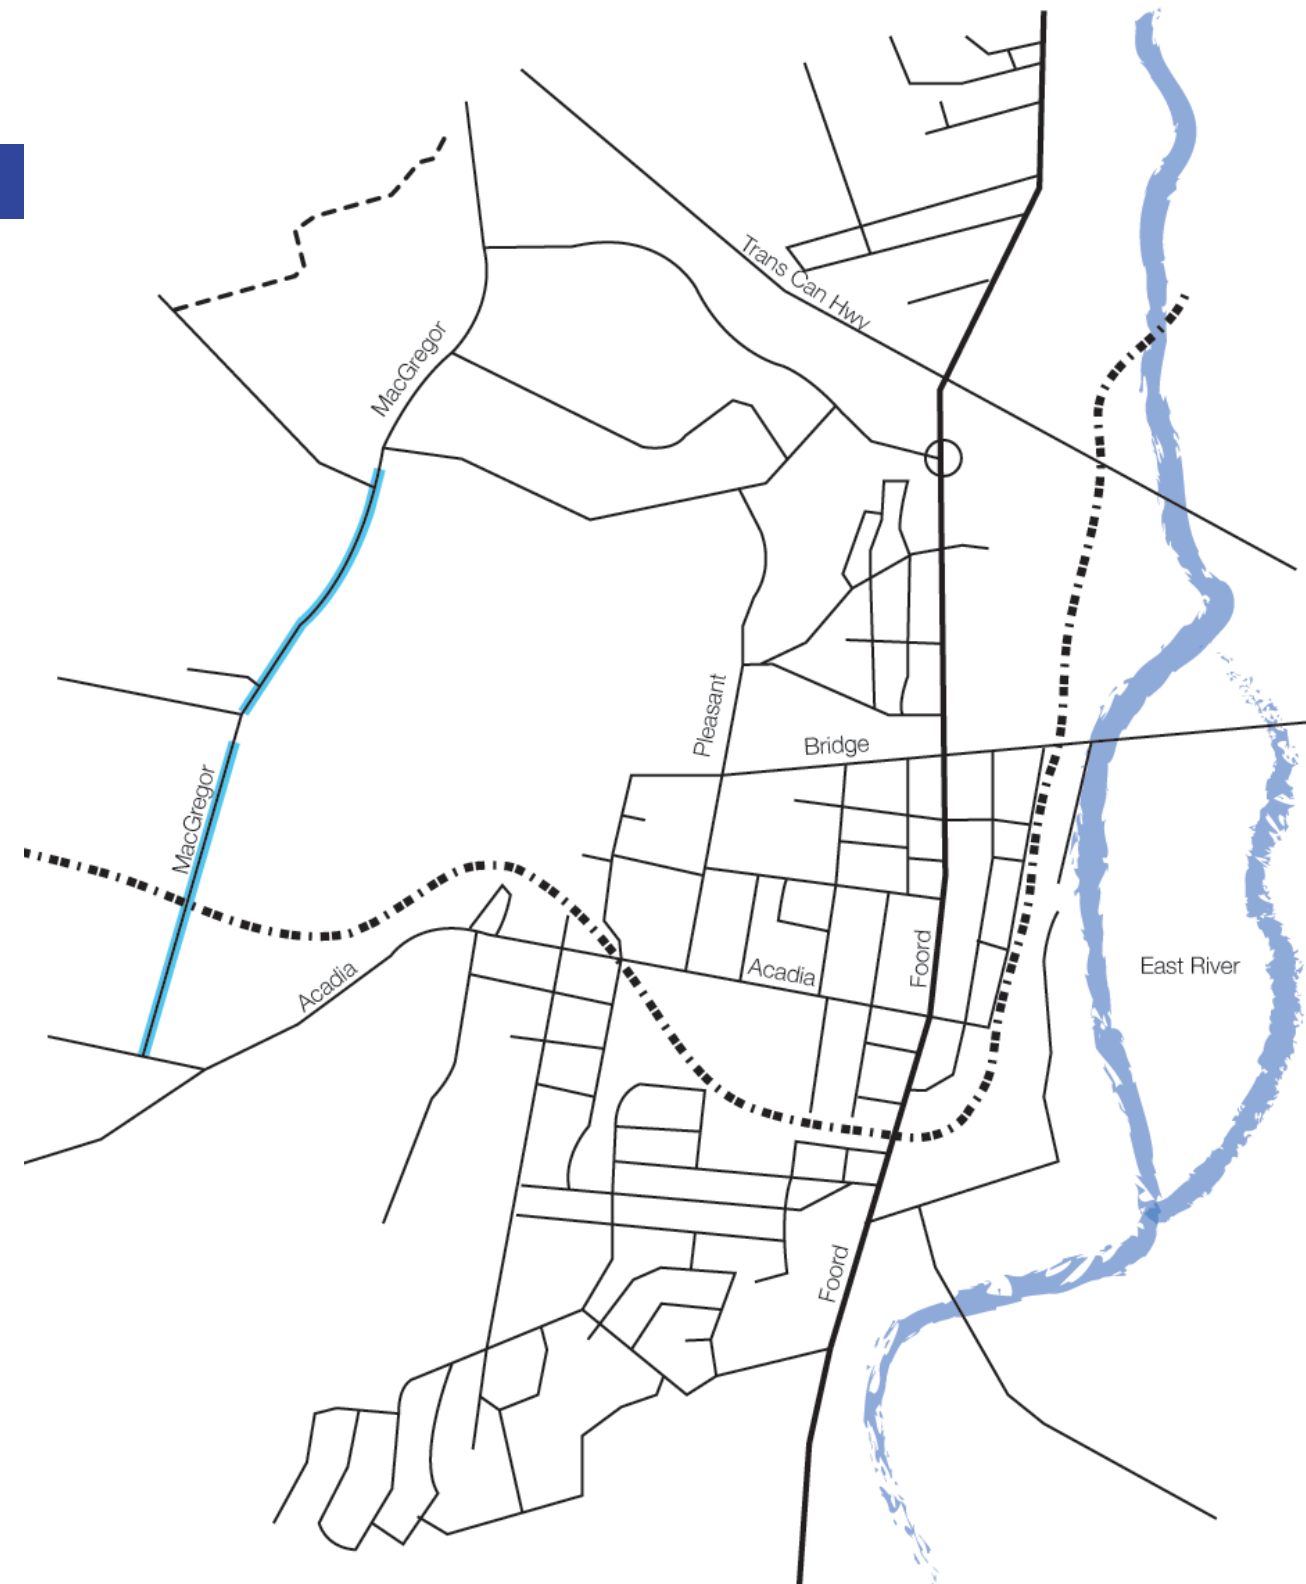 Trans Can Hwy
MacGregor
Pleasant
Bridge
MacGregor
Foord
East River
Acadia
Acadia
Foord